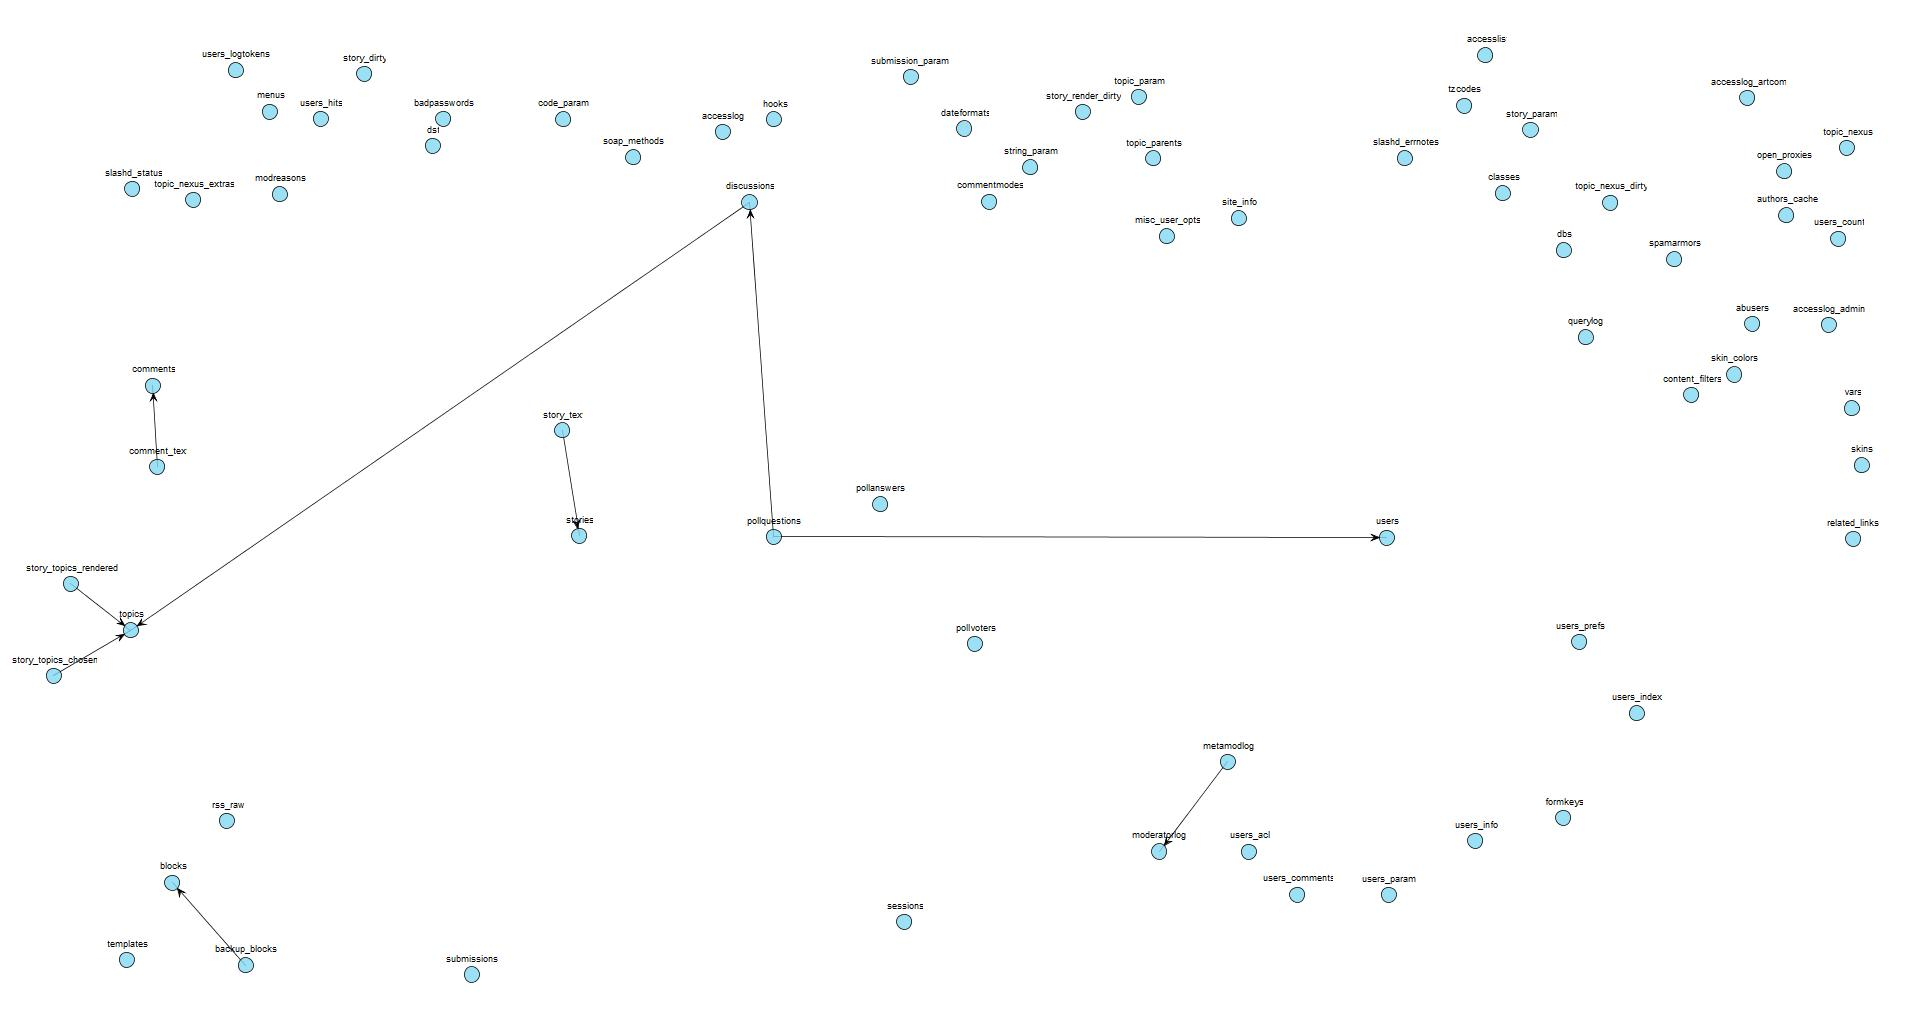 accesslis
users_logtokens
story_dirty
submission_param
topic_param
accesslog_artcom
tzcodes
menus
users_hits
badpasswords
code_param
hooks
story_render_dirty
accesslog
dateformats
story_param
dst
topic_nexus
soap_methods
slashd_errnotes
topic_parents
string_param
open_proxies
slashd_status
modreasons
classes
topic_nexus_extras
discussions
commentmodes
topic_nexus_dirty
authors_cache
site_info
misc_user_opts
users_count
dbs
spamarmors
abusers
accesslog_admin
querylog
skin_colors
comments
content_filters
vars
story_tex
comment_tex
skins
pollanswers
stories
pollquestions
users
related_links
story_topics_rendered
topics
pollvoters
users_prefs
story_topics_chosen
users_index
metamodlog
formkeys
rss_raw
users_info
moderatorlog
users_acl
blocks
users_comments
users_param
sessions
templates
backup_blocks
submissions